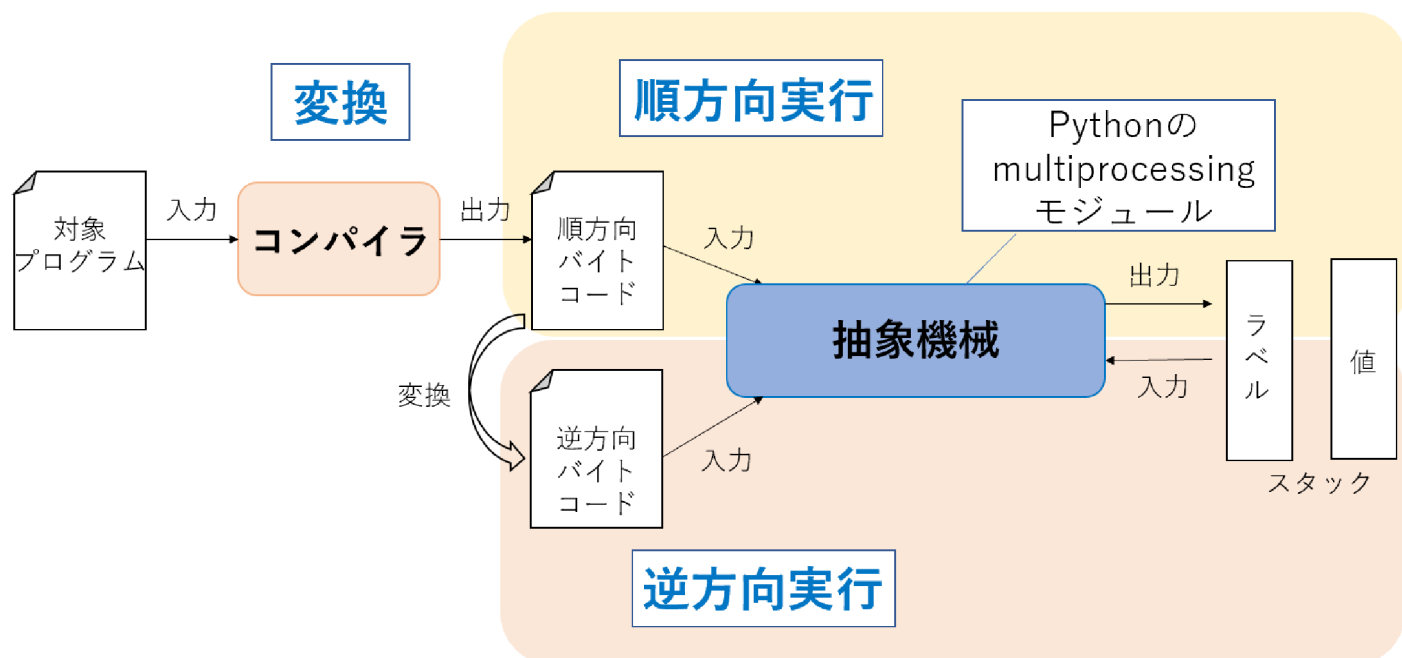 変換
順方向実行
Pythonの
multiprocessing
モジュール
対象
プログラム
入力
コンパイラ
出力
順方向
バイト
コード
入力
抽象機械
出力
入力
ラベル
値
スタック
変換
逆方向
バイト
コード
入力
逆方向実行